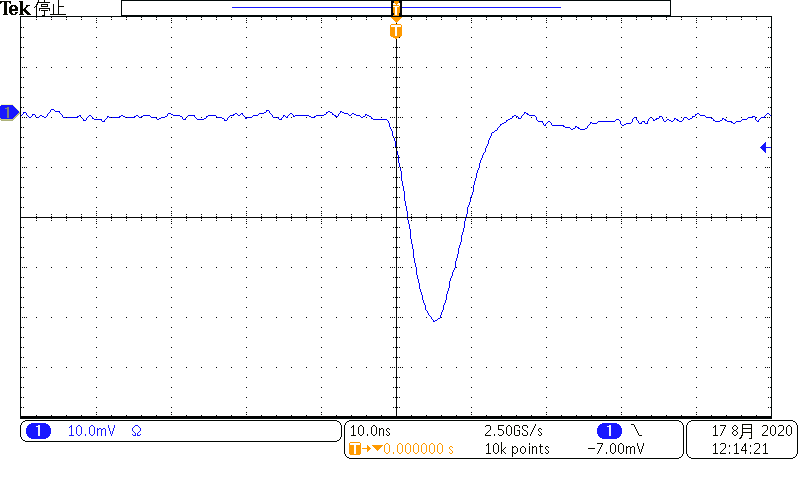 Tek 停止
T
T
1
1 10.0mV Ω
10.0ns 2.50GS/s 1
T→▼0.000000 s 10k points -7.00mV
17 8月 2020
12:14:21